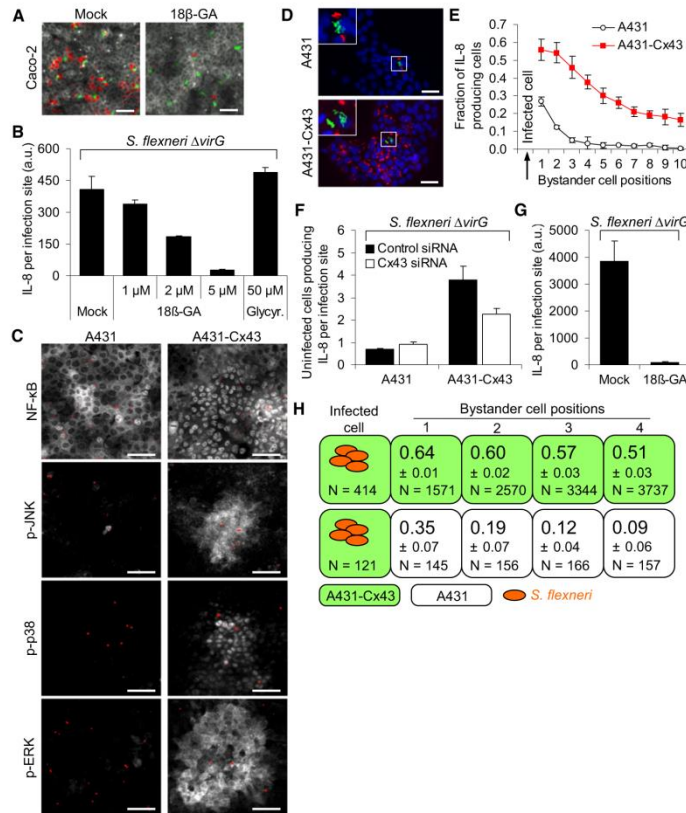 A
Mock
18β-GA
Caco-2
B
S. flexneri ΔvirG
IL-8 per infection site (a.u.)
600
450
300
150
0
1 µM
2 µM
5 µM
50 µM
Mock
18ß-GA
Glycyr.
C
A431
A431-Cx43
NF-κB
p-JNK
p-p38
p-ERK
D
A431
A431-Cx43
E
A431
A431-Cx43
Fraction of IL-8
producing cells
0.7
0.6
0.5
0.4
0.3
0.2
0.1
0.0
Infected cell
1 2 3 4 5 6 7 8 9 10
Bystander cell positions
F
S. flexneri ΔvirG
Control siRNA
Cx43 siRNA
Uninfected cells producing
IL-8 per infection site
6
5
4
3
2
1
0
A431
A431-Cx43
G
S. flexneri ΔvirG
IL-8 per infection site (a.u.)
5000
4000
3000
2000
1000
0
Mock
18ß-GA
H
Infected
cell
Bystander cell positions
1 2 3 4
0.64 0.60 0.57 0.51
± 0.01 ± 0.02 ± 0.03 ± 0.03
N = 414 N = 1571 N = 2570 N = 3344 N = 3737
0.35 0.19 0.12 0.09
± 0.07 ± 0.07 ± 0.04 ± 0.06
N = 121 N = 145 N = 156 N = 166 N = 157
A431-Cx43
A431
S. flexneri